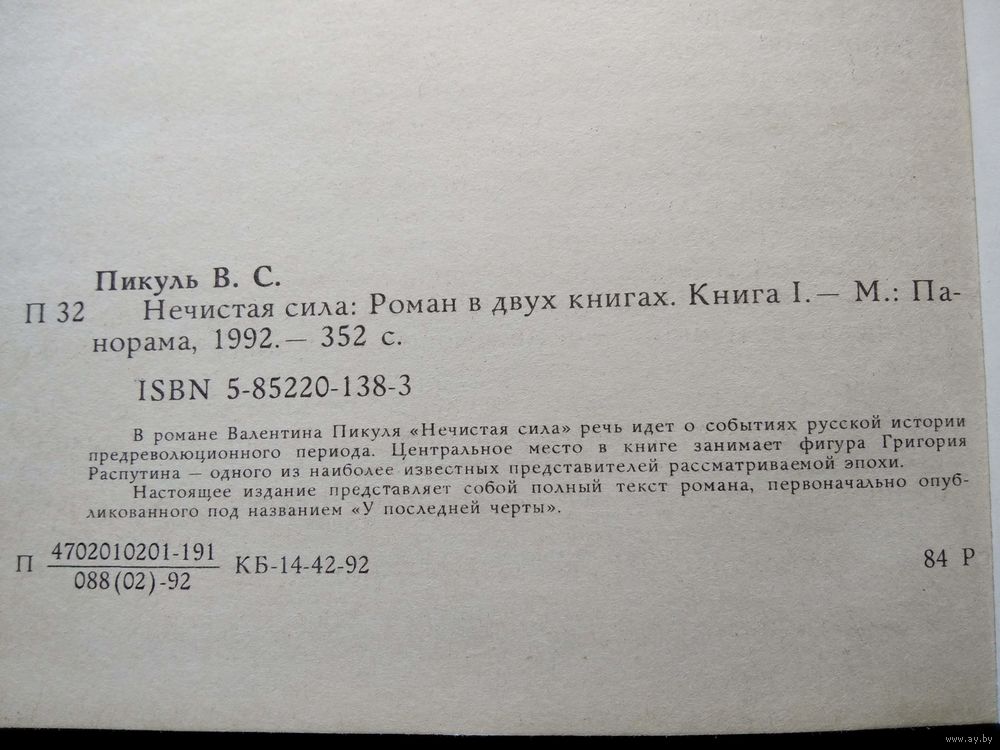 Пикуль В. С.
П 32 Нечистая сила: Роман в двух книгах. Книга I.— М.: Па-
норама, 1992.— 352 с.
ISBN 5-85220-138-3
В романе Валентина Пикуля «Нечистая сила» речь идет о событиях русской истории
предреволюционного периода. Центральное место в книге занимает фигура Григория
Распутина — одного из наиболее известных представителей рассматриваемой эпохи.
Настоящее издание представляет собой полный текст романа, первоначально опуб-
ликованного под названием «У последней черты».
П 4702010201-191 КБ-14-42-92 84 Р
088(02)-92
www.ay.by